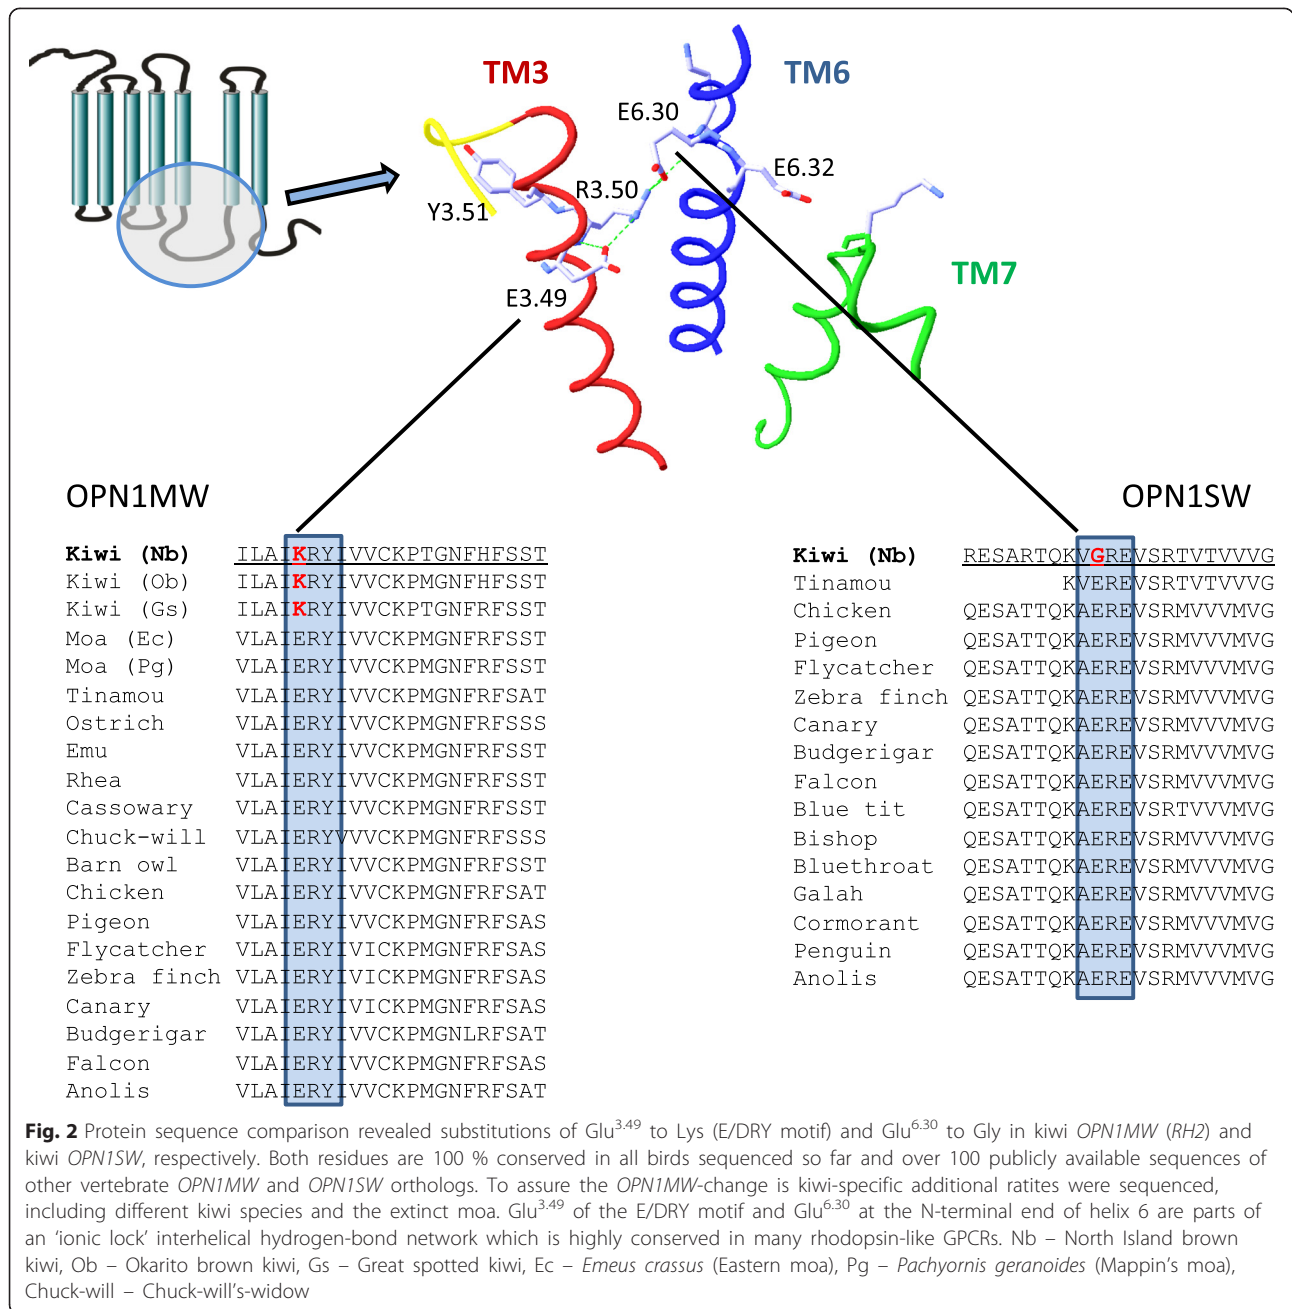 TM3
TM6
E6.30
E6.32
R3.50
Y3.51
TM7
E3.49
OPN1MW
Kiwi (Nb) ILAIKRYIVVCKPTGNFHFSST
Kiwi (Ob) ILAIKRYIVVCKPTGNFHFSST
Kiwi (Gs) ILAIKRYIVVCKPTGNFRFSST
Moa (Ec) VLAIERYIVVCKPMGNFRFSST
Moa (Pg) VLAIERYIVVCKPMGNFRFSST
Tinamou VLAIERYIVVCKPMGNFRFSAT
Ostrich VLAIERYIVVCKPMGNFRFSSS
Emu VLAIERYIVVCKPMGNFRFSST
Rhea VLAIERYIVVCKPMGNFRFSST
Cassowary VLAIERYIVVCKPMGNFRFSST
Chuck-will VLAIERYVVVCKPMGNFRFSSS
Barn owl VLAIERYIVVCKPMGNFRFSST
Chicken VLAIERYIVVCKPMGNFRFSAT
Pigeon VLAIERYIVVCKPMGNFRFSAS
Flycatcher VLAIERYIVICKPMGNFRFSAS
Zebra finch VLAIERYIVICKPMGNFRFSAS
Canary VLAIERYIVICKPMGNFRFSAS
Budgerigar VLAIERYIVVCKPMGNLRFSAT
Falcon VLAIERYIVVCKPMGNFRFSAS
Anolis VLAIERYIVVCKPMGNFRFSAT
OPN1SW
Kiwi (Nb) RESARTQKVGREVSRTVTVVVG
Tinamou KVEREVSRTVTVVVG
Chicken QESATTQKAEREVSRMVVVMVG
Pigeon QESATTQKAEREVSRMVVVMVG
Flycatcher QESATTQKAEREVSRMVVVMVG
Zebra finch QESATTQKAEREVSRMVVVMVG
Canary QESATTQKAEREVSRMVVVMVG
Budgerigar QESATTQKAEREVSRMVVVMVG
Falcon QESATTQKAEREVSRMVVVMVG
Blue tit QESATTQKAEREVSRTVVVMVG
Bishop QESATTQKAEREVSRMVVVMVG
Bluethroat QESATTQKAEREVSRMVVVMVG
Galah QESATTQKAEREVSRMVVVMVG
Cormorant QESATTQKAEREVSRMVVVMVG
Penguin QESATTQKAEREVSRMVVVMVG
Anolis QESATTQKAEREVSRMVVVMVG
Fig. 2 Protein sequence comparison revealed substitutions of Glu3.49 to Lys (E/DRY motif) and Glu6.30 to Gly in kiwi OPN1MW (RH2) and
kiwi OPN1SW, respectively. Both residues are 100 % conserved in all birds sequenced so far and over 100 publicly available sequences of
other vertebrate OPN1MW and OPN1SW orthologs. To assure the OPN1MW-change is kiwi-specific additional ratites were sequenced,
including different kiwi species and the extinct moa. Glu3.49 of the E/DRY motif and Glu6.30 at the N-terminal end of helix 6 are parts of
an 'ionic lock' interhelical hydrogen-bond network which is highly conserved in many rhodopsin-like GPCRs. Nb – North Island brown
kiwi, Ob – Okarito brown kiwi, Gs – Great spotted kiwi, Ec – Emeus crassus (Eastern moa), Pg – Pachyornis geranoides (Mappin's moa),
Chuck-will – Chuck-will's-widow